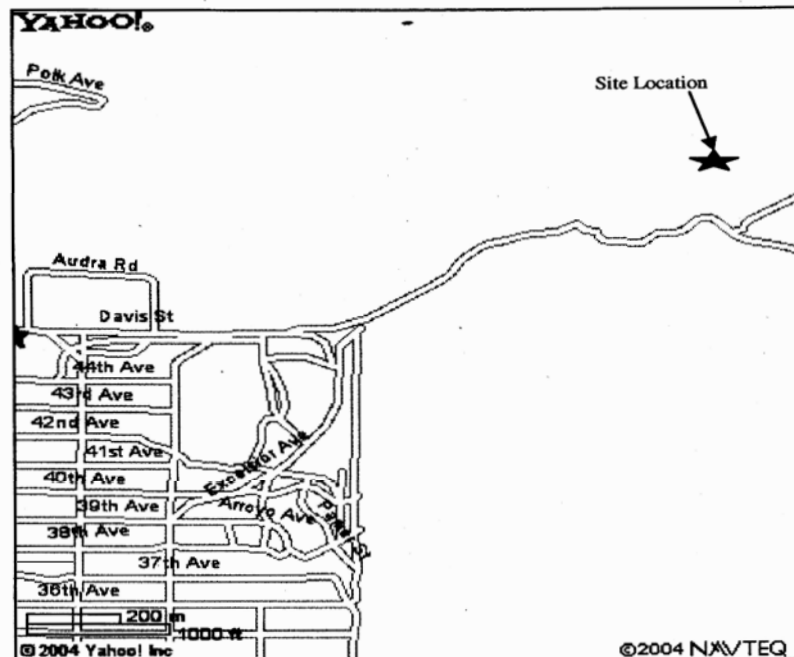 YAHOO!®
Polk Ave
Site Location
Audra Rd
Davis St
44th Ave
43rd Ave
42nd Ave
41st Ave
Excelsior Ave
40th Ave
39th Ave
Arroyo Ave
Park St
38th Ave
37th Ave
36th Ave
200 m
1000 ft
©2004 Yahoo! Inc
©2004 NAVTEQ